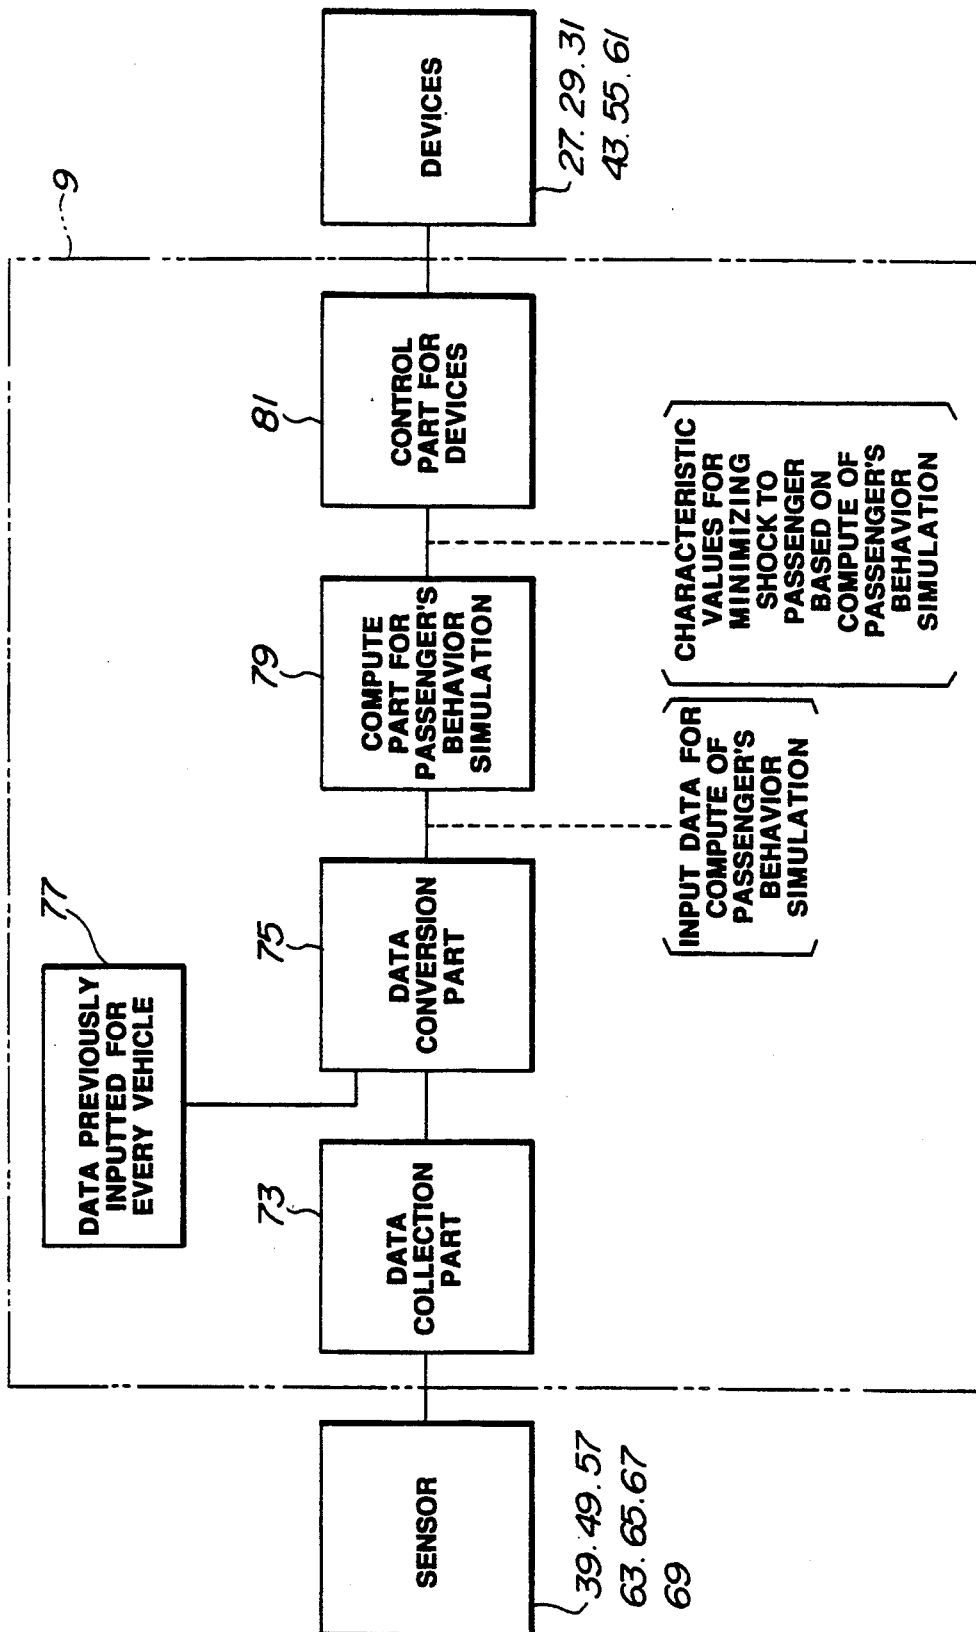 9
77
DATA PREVIOUSLY
INPUTTED FOR
EVERY VEHICLE
SENSOR
39.49.57
63.65.67
69
73
DATA
COLLECTION
PART
75
DATA
CONVERSION
PART
79
COMPUTE
PART FOR
PASSENGER'S
BEHAVIOR
SIMULATION
81
CONTROL
PART FOR
DEVICES
DEVICES
27.29.31
43.55.61
INPUT DATA FOR
COMPUTE OF
PASSENGER'S
BEHAVIOR
SIMULATION
CHARACTERISTIC
VALUES FOR
MINIMIZING
SHOCK TO
PASSENGER
BASED ON
COMPUTE OF
PASSENGER'S
BEHAVIOR
SIMULATION